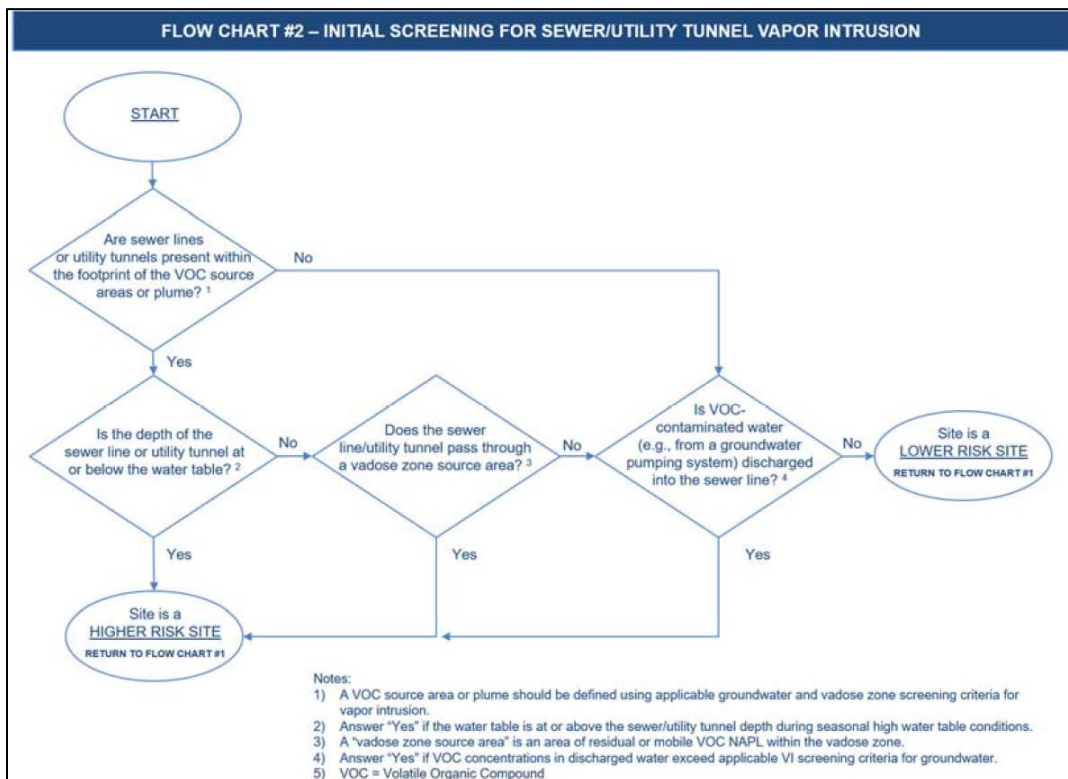 FLOW CHART #2 – INITIAL SCREENING FOR SEWER/UTILITY TUNNEL VAPOR INTRUSION
START
Are sewer lines
or utility tunnels present within
the footprint of the VOC source
areas or plume? ¹
No
Yes
Is the depth of the
sewer line or utility tunnel at
or below the water table? ²
No
Does the sewer
line/utility tunnel pass through
a vadose zone source area? ³
No
Is VOC-
contaminated water
(e.g., from a groundwater
pumping system) discharged
into the sewer line? ⁴
No
Site is a
LOWER RISK SITE
RETURN TO FLOW CHART #1
Yes
Yes
Yes
Site is a
HIGHER RISK SITE
RETURN TO FLOW CHART #1
Notes:
1) A VOC source area or plume should be defined using applicable groundwater and vadose zone screening criteria for
vapor intrusion.
2) Answer “Yes” if the water table is at or above the sewer/utility tunnel depth during seasonal high water table conditions.
3) A “vadose zone source area” is an area of residual or mobile VOC NAPL within the vadose zone.
4) Answer “Yes” if VOC concentrations in discharged water exceed applicable VI screening criteria for groundwater.
5) VOC = Volatile Organic Compound